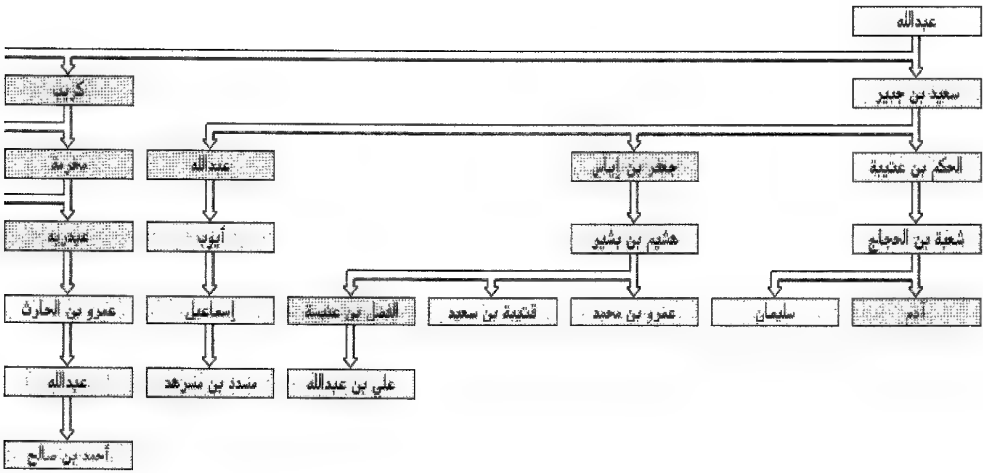 عبدالله
سعيد بن جبير
كريب
الحكم بن عتيبة
جعفر بن إياس
عبدالله
مخرمة
شعبة بن الحجاج
هشيم بن بشير
أيوب
عبدربه
آدم
سليمان
عمرو بن محمد
قتيبة بن سعيد
الفضل بن عنبسة
إسماعيل
عمرو بن الحارث
علي بن عبدالله
مسدد بن مسرهد
عبدالله
أحمد بن صالح